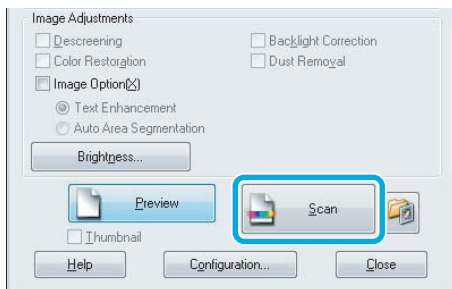 Image Adjustments
Descreening Backlight Correction
Color Restoration Dust Removal
Image Option(X)
Text Enhancement
Auto Area Segmentation
Brightness...
Preview Scan
Thumbnail
Help Configuration... Close